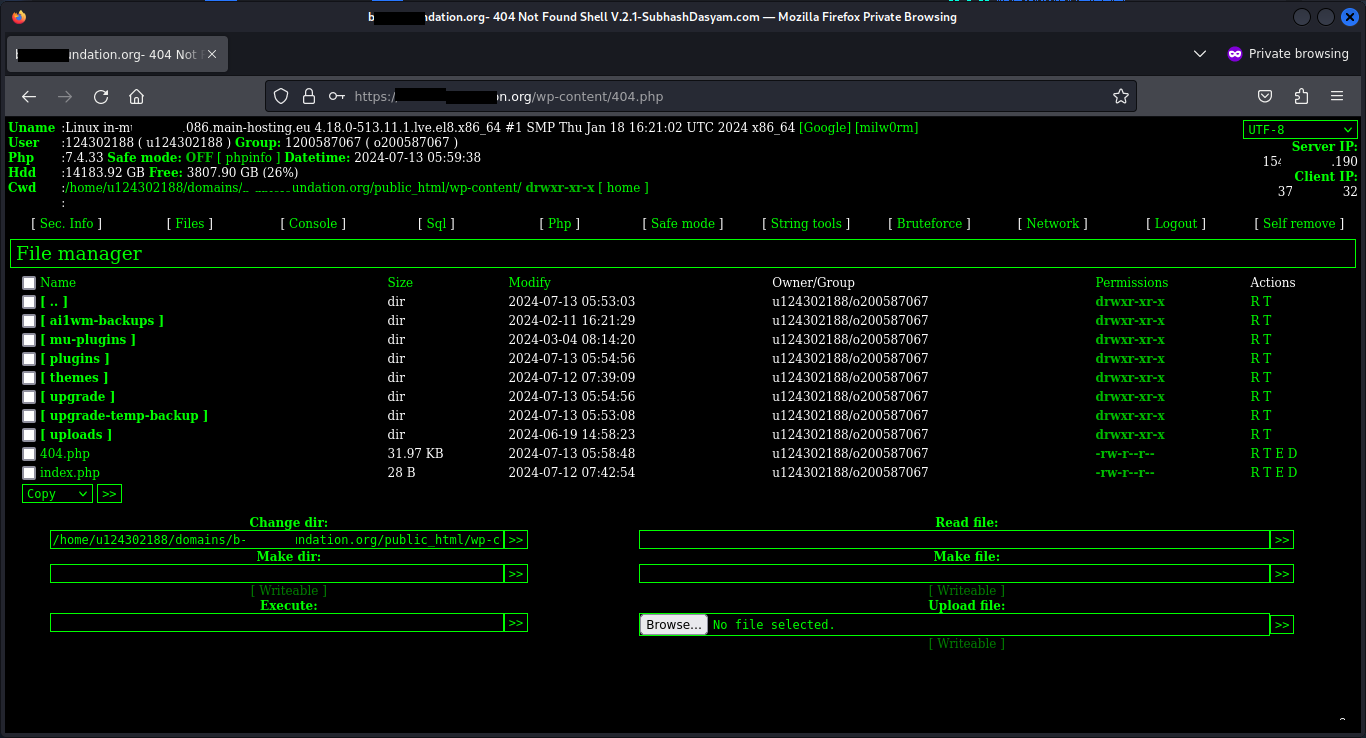 b ndation.org- 404 Not Found Shell V.2.1-SubhashDasyam.com — Mozilla Firefox Private Browsing
undation.org- 404 Not
Private browsing
https:/ n.org/wp-content/404.php
Uname :Linux in-mu .086.main-hosting.eu 4.18.0-513.11.1.lve.el8.x86_64 #1 SMP Thu Jan 18 16:21:02 UTC 2024 x86_64 [Google] [milw0rm]
UTF-8
User :124302188 ( u124302188 ) Group: 1200587067 ( o200587067 )
Server IP:
Php :7.4.33 Safe mode: OFF [ phpinfo ] Datetime: 2024-07-13 05:59:38
154 .190
Hdd :14183.92 GB Free: 3807.90 GB (26%)
Client IP:
Cwd :/home/u124302188/domains/ undation.org/public_html/wp-content/ drwxr-xr-x [ home ]
37 32
:
[ Sec. Info ] [ Files ] [ Console ] [ Sql ] [ Php ] [ Safe mode ] [ String tools ] [ Bruteforce ] [ Network ] [ Logout ] [ Self remove ]
File manager
Name Size Modify Owner/Group Permissions Actions
[ .. ] dir 2024-07-13 05:53:03 u124302188/o200587067 drwxr-xr-x R T
[ ai1wm-backups ] dir 2024-02-11 16:21:29 u124302188/o200587067 drwxr-xr-x R T
[ mu-plugins ] dir 2024-03-04 08:14:20 u124302188/o200587067 drwxr-xr-x R T
[ plugins ] dir 2024-07-13 05:54:56 u124302188/o200587067 drwxr-xr-x R T
[ themes ] dir 2024-07-12 07:39:09 u124302188/o200587067 drwxr-xr-x R T
[ upgrade ] dir 2024-07-13 05:54:56 u124302188/o200587067 drwxr-xr-x R T
[ upgrade-temp-backup ] dir 2024-07-13 05:53:08 u124302188/o200587067 drwxr-xr-x R T
[ uploads ] dir 2024-06-19 14:58:23 u124302188/o200587067 drwxr-xr-x R T
404.php 31.97 KB 2024-07-13 05:58:48 u124302188/o200587067 -rw-r--r-- R T E D
index.php 28 B 2024-07-12 07:42:54 u124302188/o200587067 -rw-r--r-- R T E D
Copy >>
Change dir: Read file:
/home/u124302188/domains/b- undation.org/public_html/wp-c >> >>
Make dir: Make file:
>> >>
[ Writeable ] [ Writeable ]
Execute: Upload file:
>> Browse... No file selected. >>
[ Writeable ]